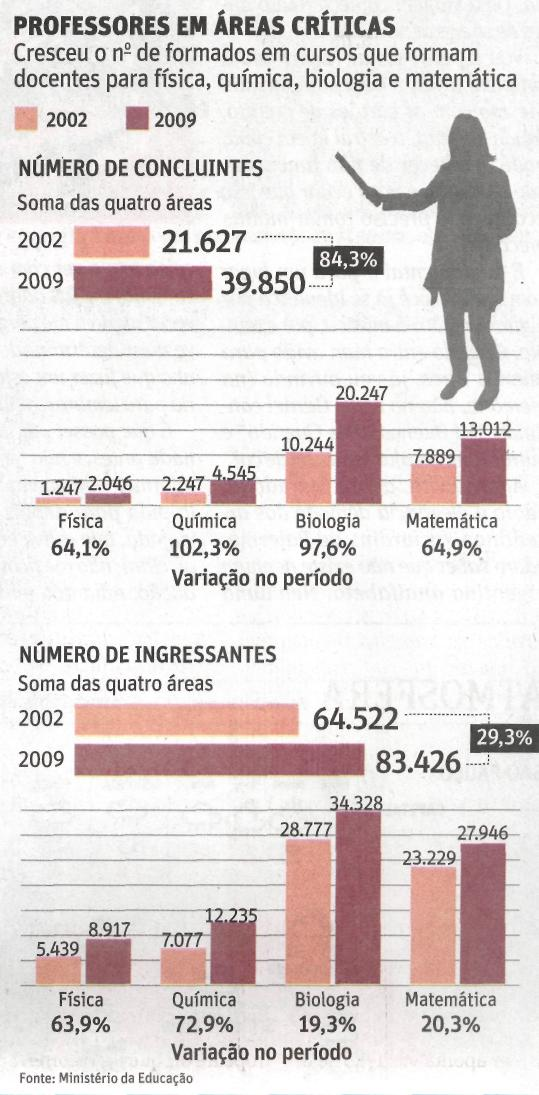 PROFESSORES EM ÁREAS CRÍTICAS
Cresceu o nº de formados em cursos que formam
docentes para física, química, biologia e matemática
2002 2009
NÚMERO DE CONCLUINTES
Soma das quatro áreas
2002 21.627
84,3%
2009 39.850
1.247 2.046 2.247 4.545 10.244 20.247 7.889 13.012
Física Química Biologia Matemática
64,1% 102,3% 97,6% 64,9%
Variação no período
NÚMERO DE INGRESSANTES
Soma das quatro áreas
2002 64.522
29,3%
2009 83.426
5.439 8.917 7.077 12.235 28.777 34.328 23.229 27.946
Física Química Biologia Matemática
63,9% 72,9% 19,3% 20,3%
Variação no período
Fonte: Ministério da Educação